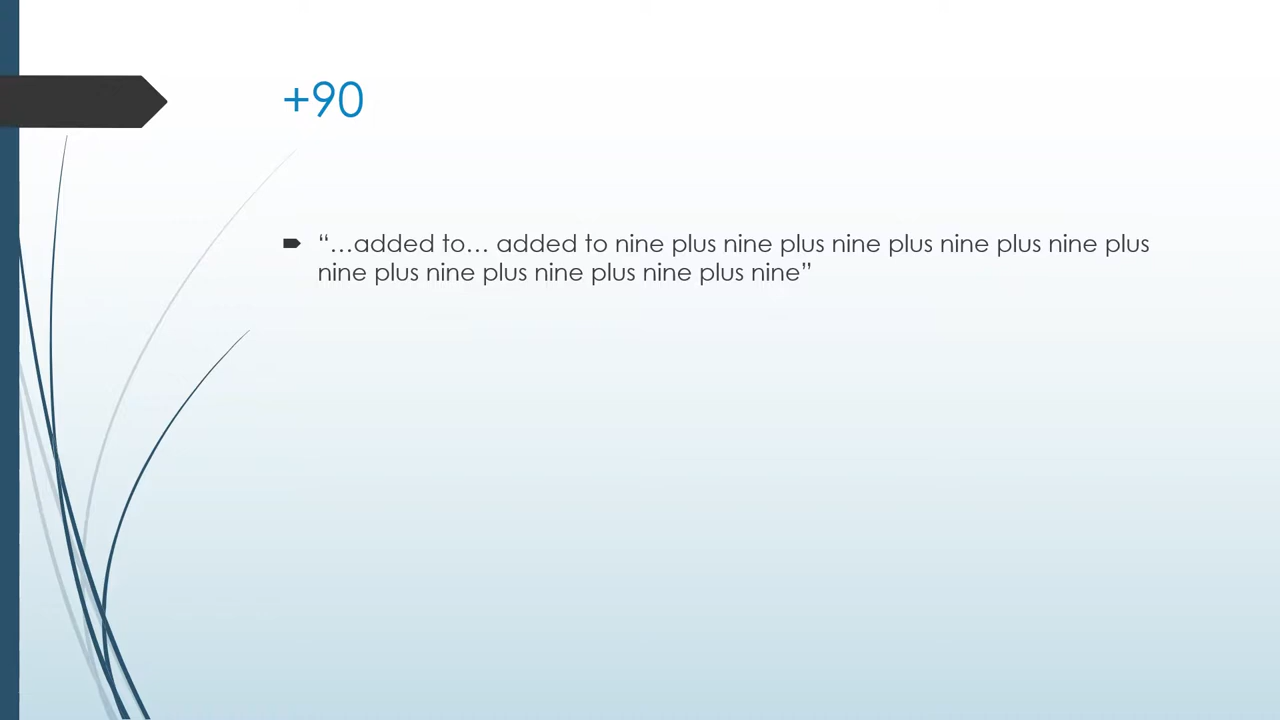 +90
“…added to… added to nine plus nine plus nine plus nine plus nine plus
nine plus nine plus nine plus nine plus nine”